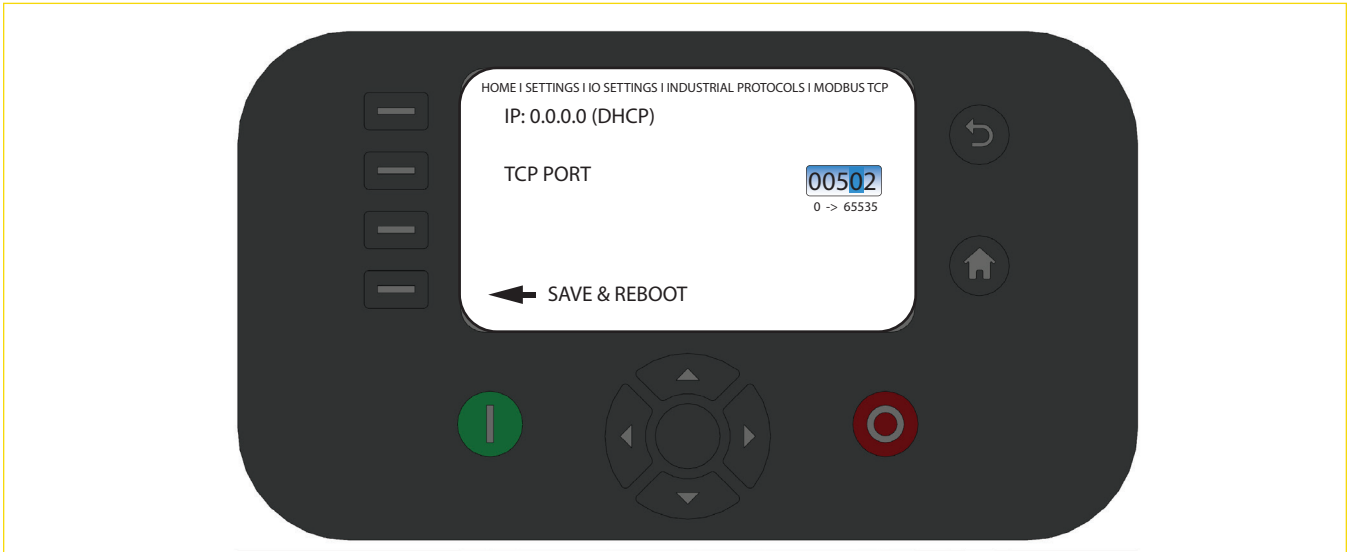 HOME I SETTINGS I IO SETTINGS I INDUSTRIAL PROTOCOLS I MODBUS TCP
IP: 0.0.0.0 (DHCP)
TCP PORT 00502
0 -> 65535
SAVE & REBOOT